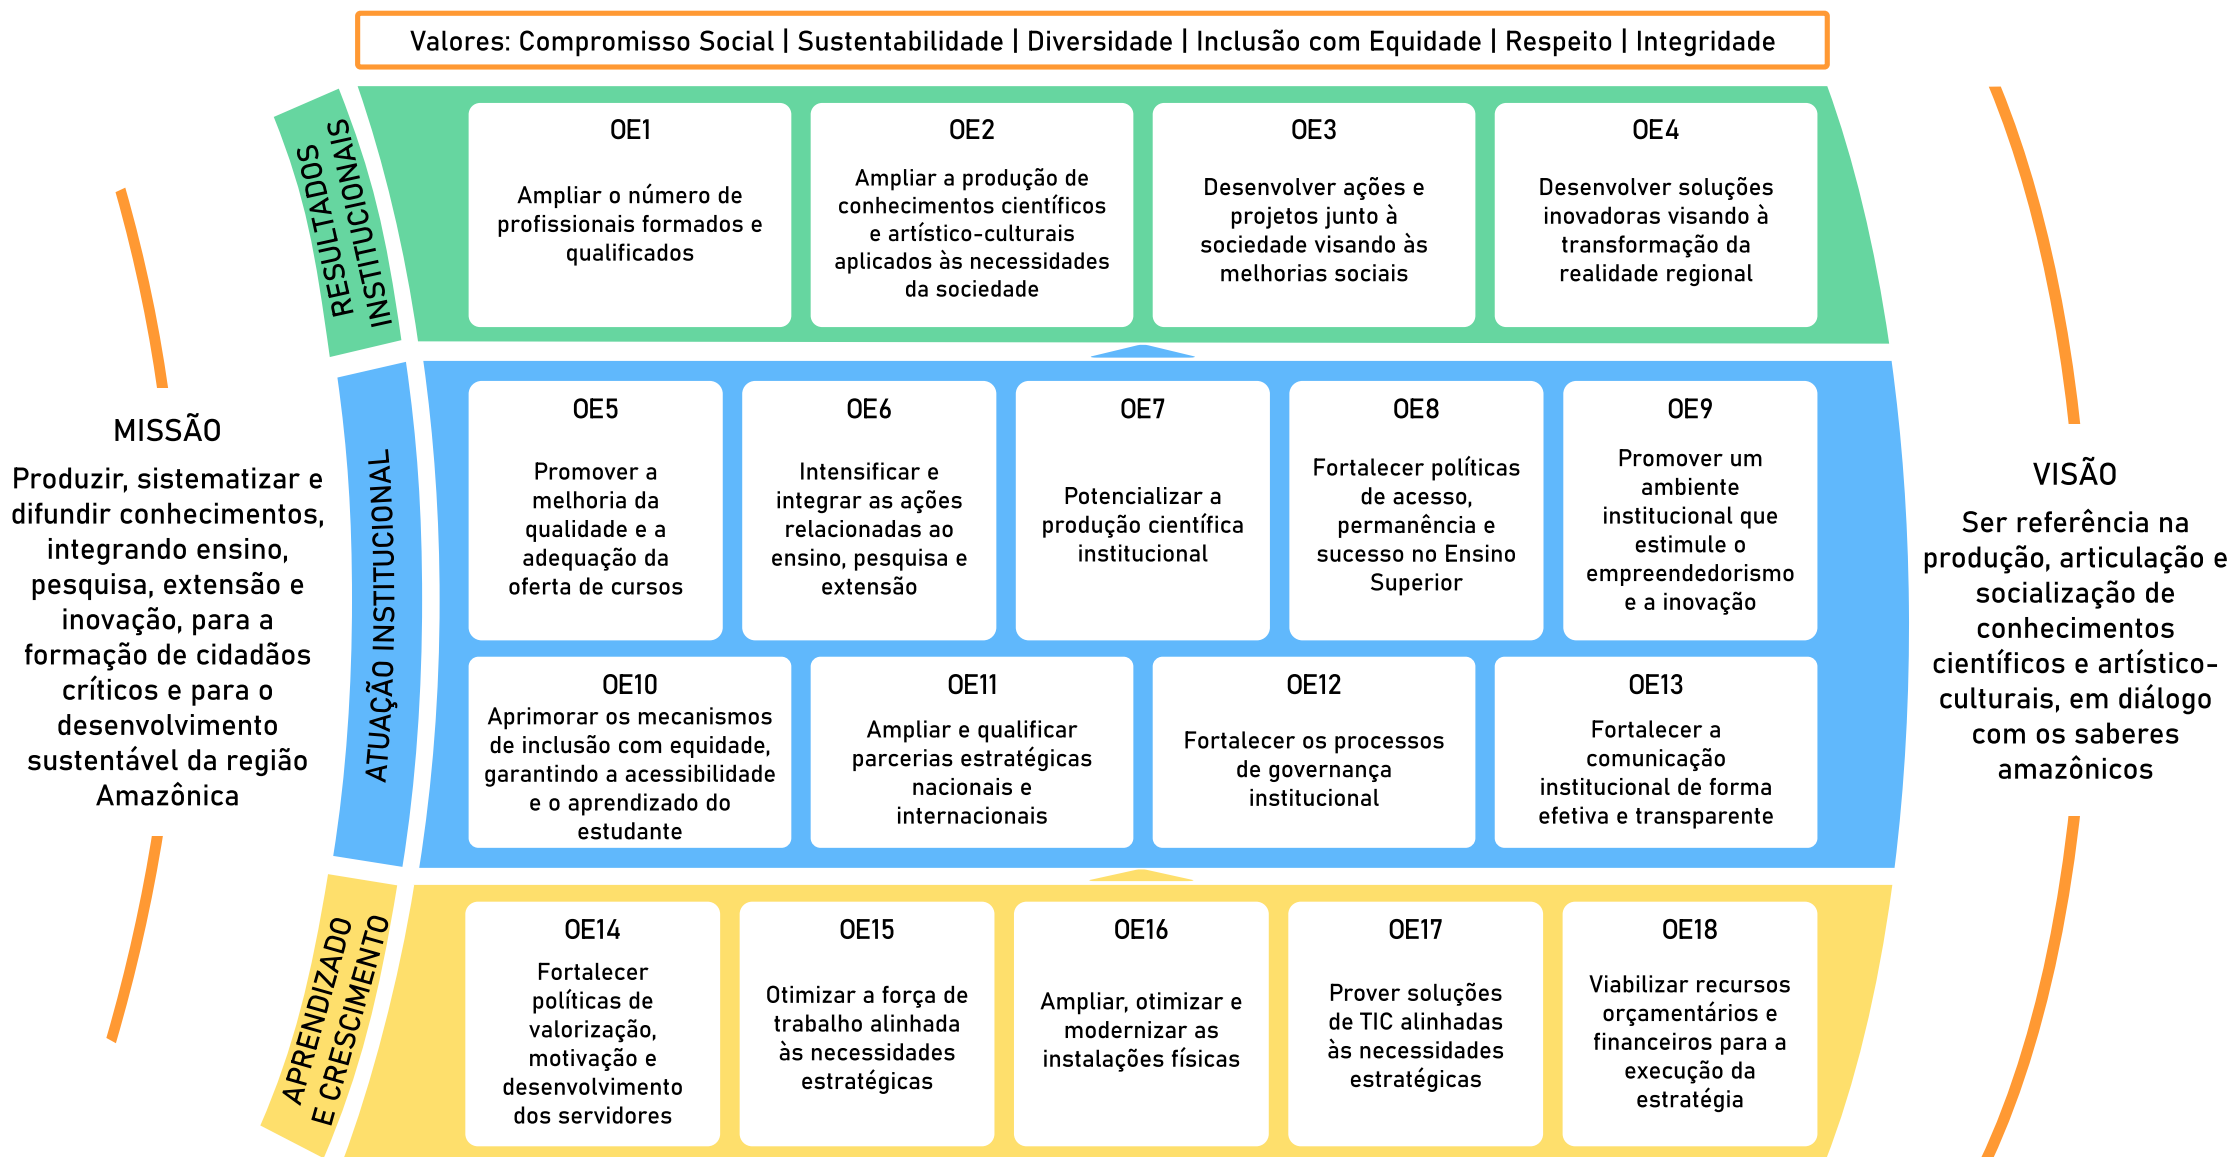 Valores: Compromisso Social | Sustentabilidade | Diversidade | Inclusão com Equidade | Respeito | Integridade
MISSÃO
Produzir, sistematizar e
difundir conhecimentos,
integrando ensino,
pesquisa, extensão e
inovação, para a
formação de cidadãos
críticos e para o
desenvolvimento
sustentável da região
Amazônica
RESULTADOS
INSTITUCIONAIS
OE1
Ampliar o número de
profissionais formados e
qualificados
OE2
Ampliar a produção de
conhecimentos científicos
e artístico-culturais
aplicados às necessidades
da sociedade
OE3
Desenvolver ações e
projetos junto à
sociedade visando às
melhorias sociais
OE4
Desenvolver soluções
inovadoras visando à
transformação da
realidade regional
ATUAÇÃO INSTITUCIONAL
OE5
Promover a
melhoria da
qualidade e a
adequação da
oferta de cursos
OE6
Intensificar e
integrar as ações
relacionadas ao
ensino, pesquisa e
extensão
OE7
Potencializar a
produção científica
institucional
OE8
Fortalecer políticas
de acesso,
permanência e
sucesso no Ensino
Superior
OE9
Promover um
ambiente
institucional que
estimule o
empreendedorismo
e a inovação
OE10
Aprimorar os mecanismos
de inclusão com equidade,
garantindo a acessibilidade
e o aprendizado do
estudante
OE11
Ampliar e qualificar
parcerias estratégicas
nacionais e
internacionais
OE12
Fortalecer os processos
de governança
institucional
OE13
Fortalecer a
comunicação
institucional de forma
efetiva e transparente
APRENDIZADO
E CRESCIMENTO
OE14
Fortalecer
políticas de
valorização,
motivação e
desenvolvimento
dos servidores
OE15
Otimizar a força de
trabalho alinhada
às necessidades
estratégicas
OE16
Ampliar, otimizar e
modernizar as
instalações físicas
OE17
Prover soluções
de TIC alinhadas
às necessidades
estratégicas
OE18
Viabilizar recursos
orçamentários e
financeiros para a
execução da
estratégia
VISÃO
Ser referência na
produção, articulação e
socialização de
conhecimentos
científicos e artístico-
culturais, em diálogo
com os saberes
amazônicos